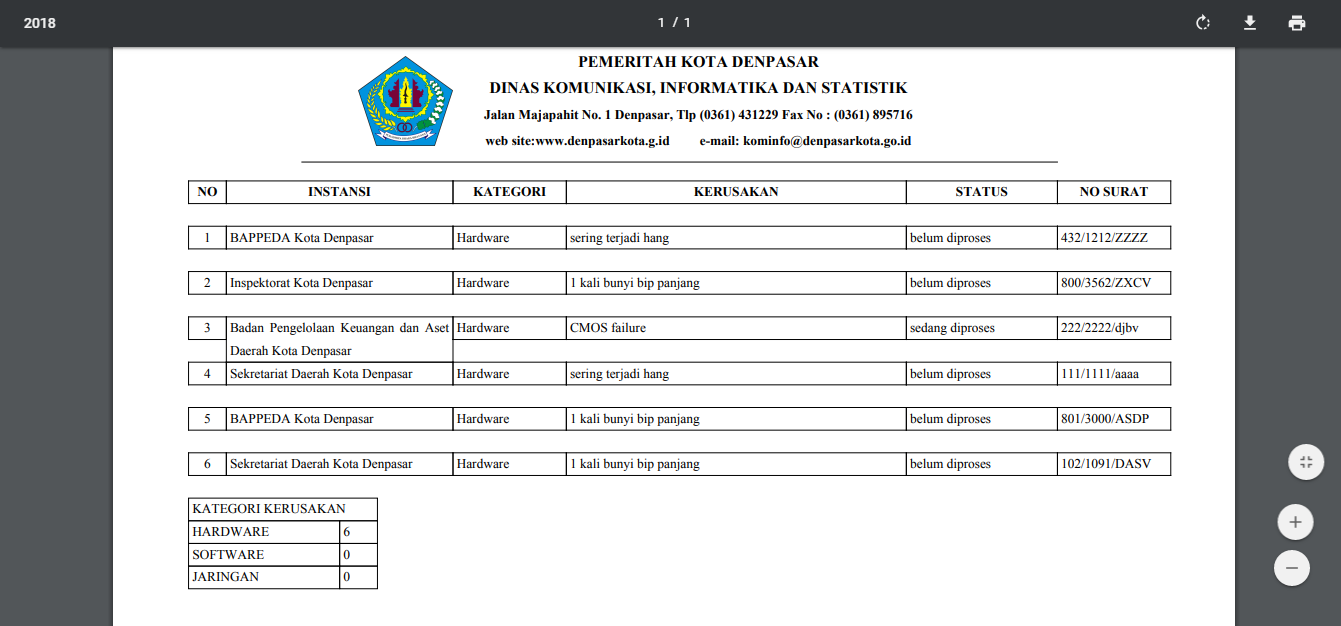 2018
1 / 1
PEMERITAH KOTA DENPASAR
DINAS KOMUNIKASI, INFORMATIKA DAN STATISTIK
Jalan Majapahit No. 1 Denpasar, Tlp (0361) 431229 Fax No : (0361) 895716
web site:www.denpasarkota.g.id e-mail: kominfo@denpasarkota.go.id
NO INSTANSI KATEGORI KERUSAKAN STATUS NO SURAT
1 BAPPEDA Kota Denpasar Hardware sering terjadi hang belum diproses 432/1212/ZZZZ
2 Inspektorat Kota Denpasar Hardware 1 kali bunyi bip panjang belum diproses 800/3562/ZXCV
3 Badan Pengelolaan Keuangan dan Aset Hardware CMOS failure sedang diproses 222/2222/djbv
Daerah Kota Denpasar
4 Sekretariat Daerah Kota Denpasar Hardware sering terjadi hang belum diproses 111/1111/aaaa
5 BAPPEDA Kota Denpasar Hardware 1 kali bunyi bip panjang belum diproses 801/3000/ASDP
6 Sekretariat Daerah Kota Denpasar Hardware 1 kali bunyi bip panjang belum diproses 102/1091/DASV
KATEGORI KERUSAKAN
HARDWARE 6
SOFTWARE 0
JARINGAN 0